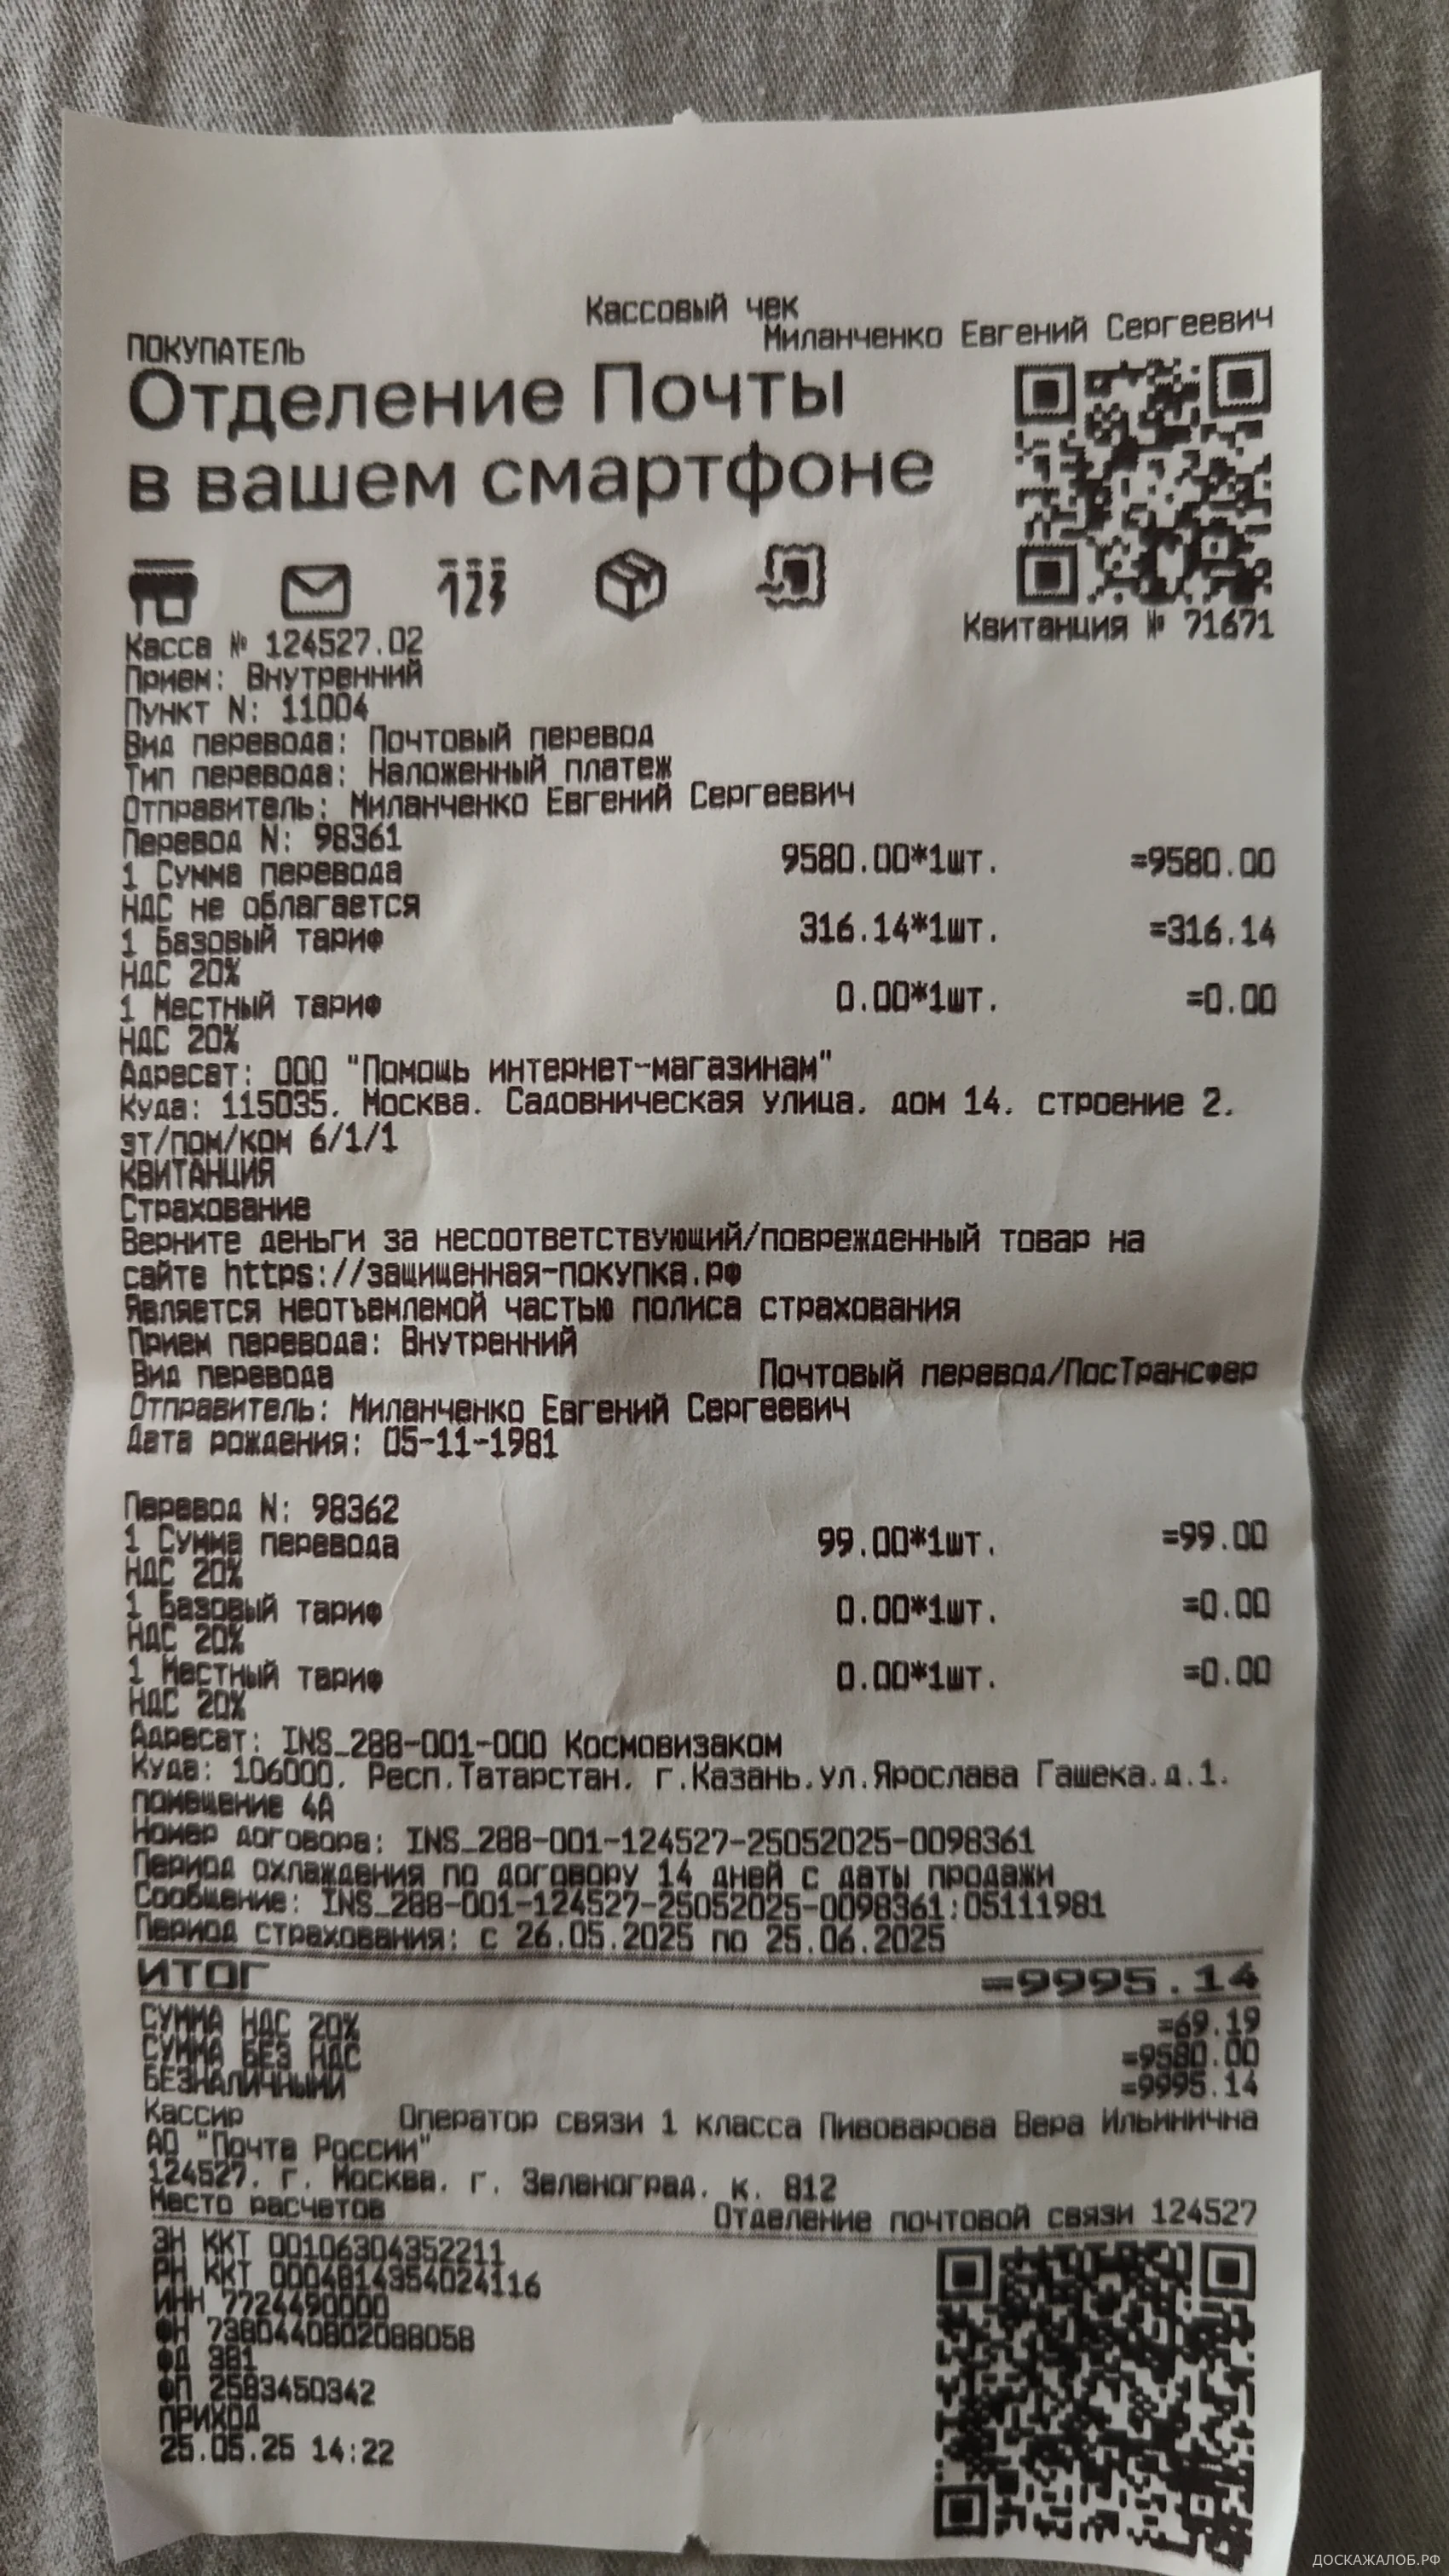 Кассовый чек
ПОКУПАТЕЛЬ Миланченко Евгений Сергеевич
Отделение Почты
в вашем смартфоне
123
Квитанция № 71671
Касса № 124527.02
Прием: Внутренний
Пункт N: 11004
Вид перевода: Почтовый перевод
Тип перевода: Наложенный платеж
Отправитель: Миланченко Евгений Сергеевич
Перевод N: 98361
1 Сумма перевода 9580.00*1шт. =9580.00
НДС не облагается
1 Базовый тариф 316.14*1шт. =316.14
НДС 20%
1 Местный тариф 0.00*1шт. =0.00
НДС 20%
Адресат: ООО "Помощь интернет-магазинам"
Куда: 115035, Москва, Садовническая улица, дом 14, строение 2,
эт/пом/ком 6/1/1
КВИТАНЦИЯ
Страхование
Верните деньги за несоответствующий/поврежденный товар на
сайте https://защищенная-покупка.рф
Является неотъемлемой частью полиса страхования
Прием перевода: Внутренний
Вид перевода Почтовый перевод/ПосТрансфер
Отправитель: Миланченко Евгений Сергеевич
Дата рождения: 05-11-1981
Перевод N: 98362
1 Сумма перевода 99.00*1шт. =99.00
НДС 20%
1 Базовый тариф 0.00*1шт. =0.00
НДС 20%
1 Местный тариф 0.00*1шт. =0.00
НДС 20%
Адресат: INS_288-001-000 Космовизаком
Куда: 106000, Респ.Татарстан, г.Казань,ул.Ярослава Гашека,д.1,
помещение 4А
Номер договора: INS_288-001-124527-25052025-0098361
Период охлаждения по договору 14 дней с даты продажи
Сообщение: INS_288-001-124527-25052025-0098361;05111981
Период страхования: с 26.05.2025 по 25.06.2025
ИТОГ =9995.14
СУММА НДС 20% =69.19
СУММА БЕЗ НДС =9580.00
БЕЗНАЛИЧНЫМИ =9995.14
Кассир Оператор связи 1 класса Пивоварова Вера Ильинична
АО "Почта России"
124527, г. Москва, г. Зеленоград, к. 812
Место расчетов Отделение почтовой связи 124527
ЗН ККТ 00106304352211
РН ККТ 0004814354024116
ИНН 7724490000
ФН 7380440802088058
ФД 381
ФП 2583450342
ПРИХОД
25.05.25 14:22
ДОСКАЖАЛОБ.РФ